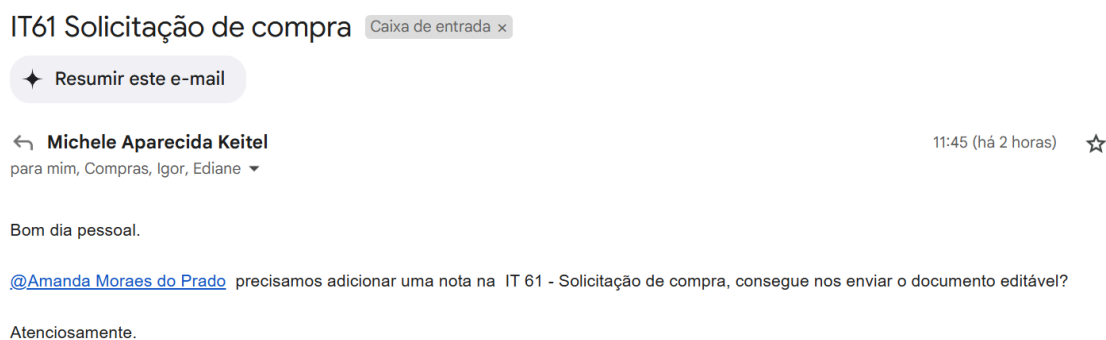 IT61 Solicitação de compra Caixa de entrada ×
Resumir este e-mail
Michele Aparecida Keitel 11:45 (há 2 horas)
para mim, Compras, Igor, Ediane
Bom dia pessoal.
@Amanda Moraes do Prado precisamos adicionar uma nota na IT 61 - Solicitação de compra, consegue nos enviar o documento editável?
Atenciosamente.